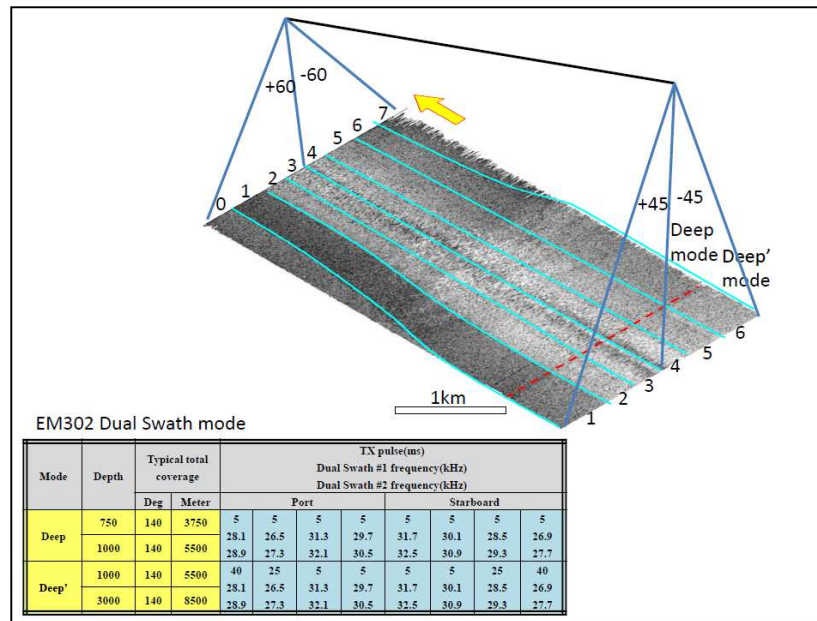 +60
-60
0 1 2 3 4 5 6 7
+45
-45
Deep mode
Deep' mode
1 2 3 4 5 6
1km
EM302 Dual Swath mode
Mode Depth Typical total coverage TX pulse(ms)
Dual Swath #1 frequency(kHz)
Dual Swath #2 frequency(kHz)
Deg Meter Port Starboard
Deep 750 140 3750 5 5 5 5 5 5 5 5
28.1 26.5 31.3 29.7 31.7 30.1 28.5 26.9
1000 140 5500 28.9 27.3 32.1 30.5 32.5 30.9 29.3 27.7
Deep' 1000 140 5500 40 25 5 5 5 5 25 40
28.1 26.5 31.3 29.7 31.7 30.1 28.5 26.9
3000 140 8500 28.9 27.3 32.1 30.5 32.5 30.9 29.3 27.7